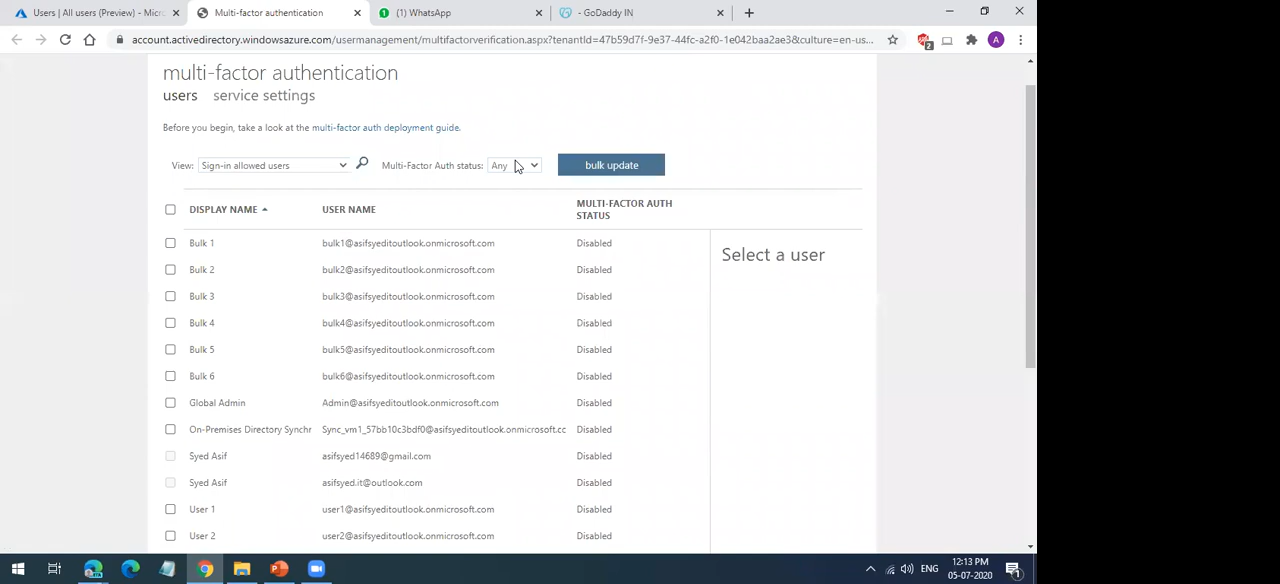 Users | All users (Preview) - Micr
Multi-factor authentication
(1) WhatsApp
- GoDaddy IN
account.activedirectory.windowsazure.com/usermanagement/multifactorverification.aspx?tenantId=47b59d7f-9e37-44fc-a2f0-1e042baa2ae3&culture=en-us...
2
A
multi-factor authentication
users service settings
Before you begin, take a look at the multi-factor auth deployment guide.
View: Sign-in allowed users Multi-Factor Auth status: Any bulk update
DISPLAY NAME USER NAME MULTI-FACTOR AUTH STATUS
Select a user
Bulk 1 bulk1@asifsyeditoutlook.onmicrosoft.com Disabled
Bulk 2 bulk2@asifsyeditoutlook.onmicrosoft.com Disabled
Bulk 3 bulk3@asifsyeditoutlook.onmicrosoft.com Disabled
Bulk 4 bulk4@asifsyeditoutlook.onmicrosoft.com Disabled
Bulk 5 bulk5@asifsyeditoutlook.onmicrosoft.com Disabled
Bulk 6 bulk6@asifsyeditoutlook.onmicrosoft.com Disabled
Global Admin Admin@asifsyeditoutlook.onmicrosoft.com Disabled
On-Premises Directory Synchr Sync_vm1_57bb10c3bdf0@asifsyeditoutlook.onmicrosoft.cc Disabled
Syed Asif asifsyed14689@gmail.com Disabled
Syed Asif asifsyed.it@outlook.com Disabled
User 1 user1@asifsyeditoutlook.onmicrosoft.com Disabled
User 2 user2@asifsyeditoutlook.onmicrosoft.com Disabled
ENG
12:13 PM
05-07-2020
1